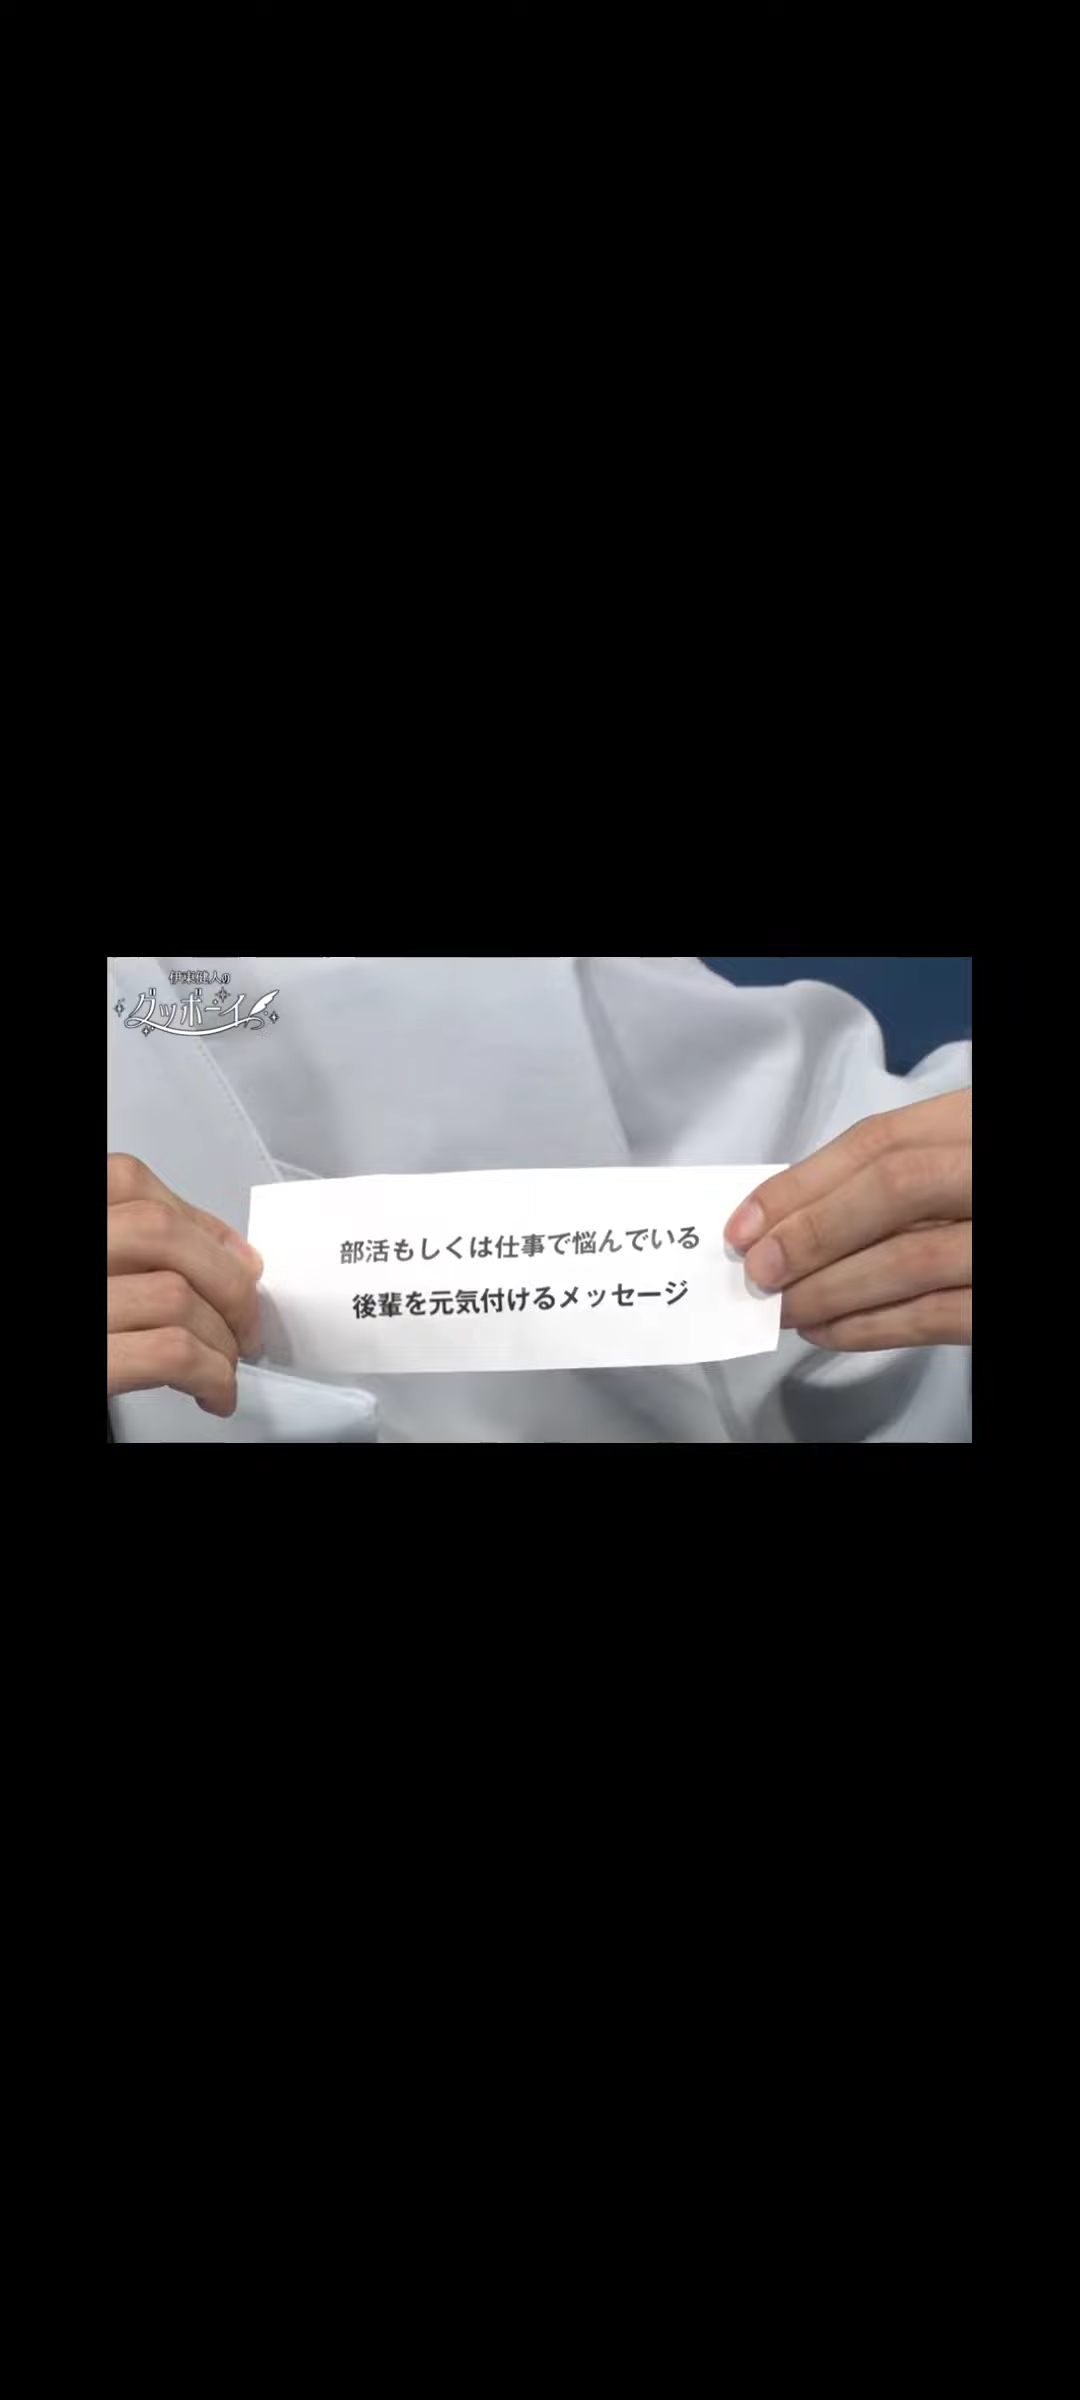 伊東健人の
グッボーイ
部活もしくは仕事で悩んでいる
後輩を元気付けるメッセージ